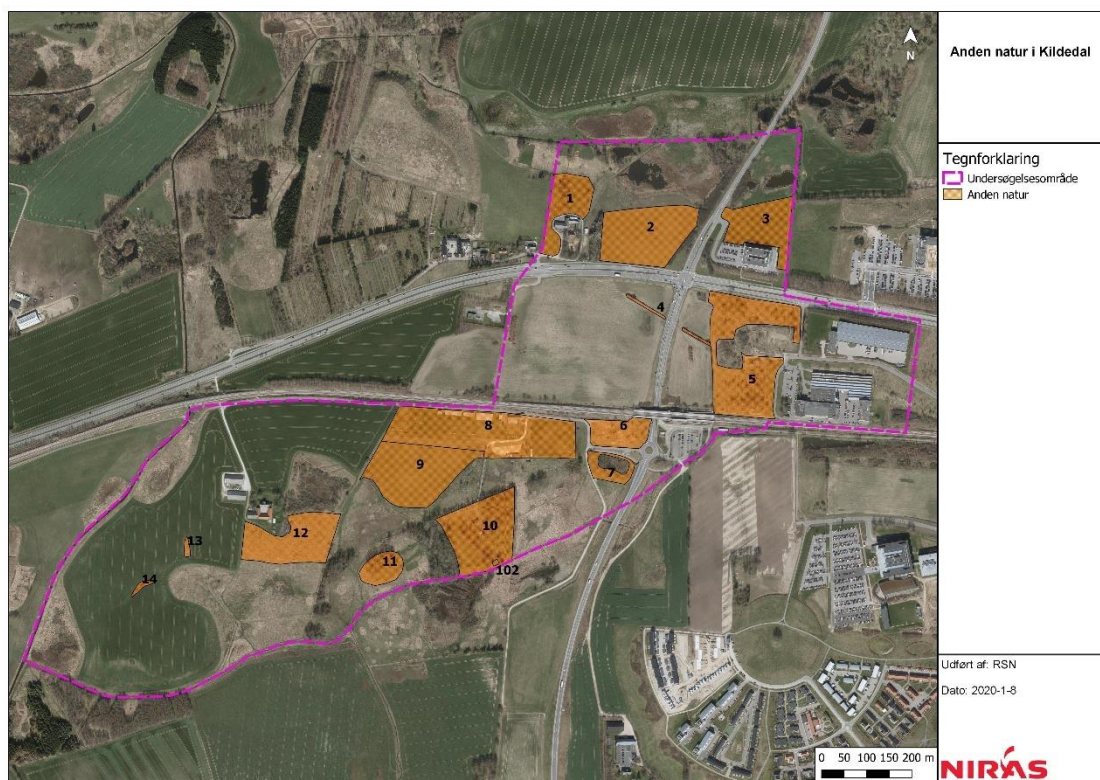 Anden natur i Kildedal
N
Tegnforklaring
Undersøgelsesområde
Anden natur
1
2
3
4
5
6
7
8
9
10
11
12
13
14
102
Udført af: RSN
Dato: 2020-1-8
0 50 100 150 200 m
NIRAS